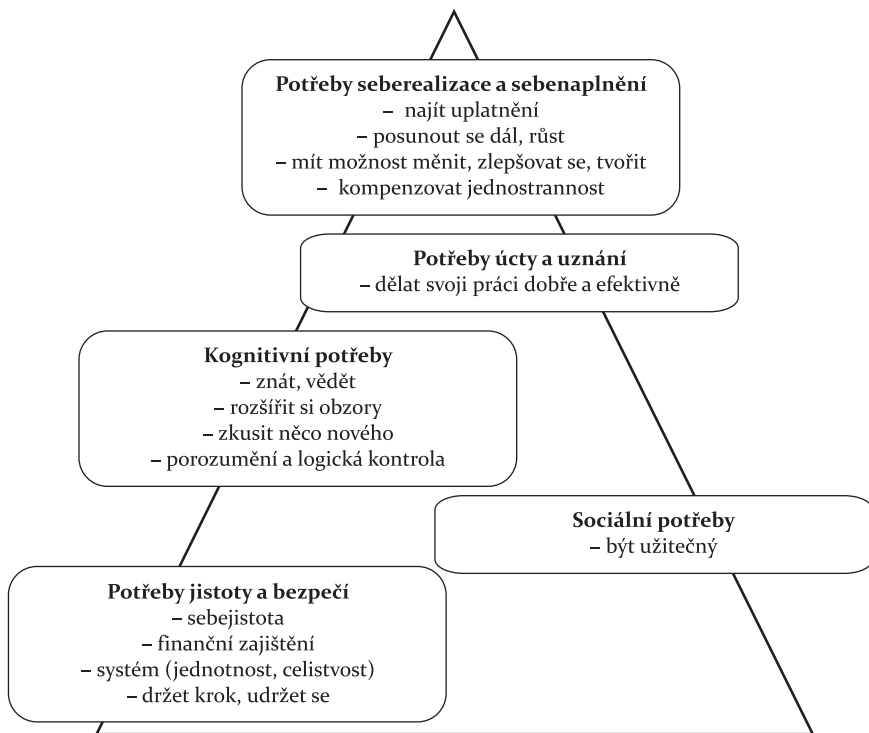 Potřeby seberealizace a sebenaplnění
– najít uplatnění
– posunout se dál, růst
– mít možnost měnit, zlepšovat se, tvořit
– kompenzovat jednostrannost
Potřeby úcty a uznání
– dělat svoji práci dobře a efektivně
Kognitivní potřeby
– znát, vědět
– rozšířit si obzory
– zkusit něco nového
– porozumění a logická kontrola
Sociální potřeby
– být užitečný
Potřeby jistoty a bezpečí
– sebejistota
– finanční zajištění
– systém (jednotnost, celistvost)
– držet krok, udržet se